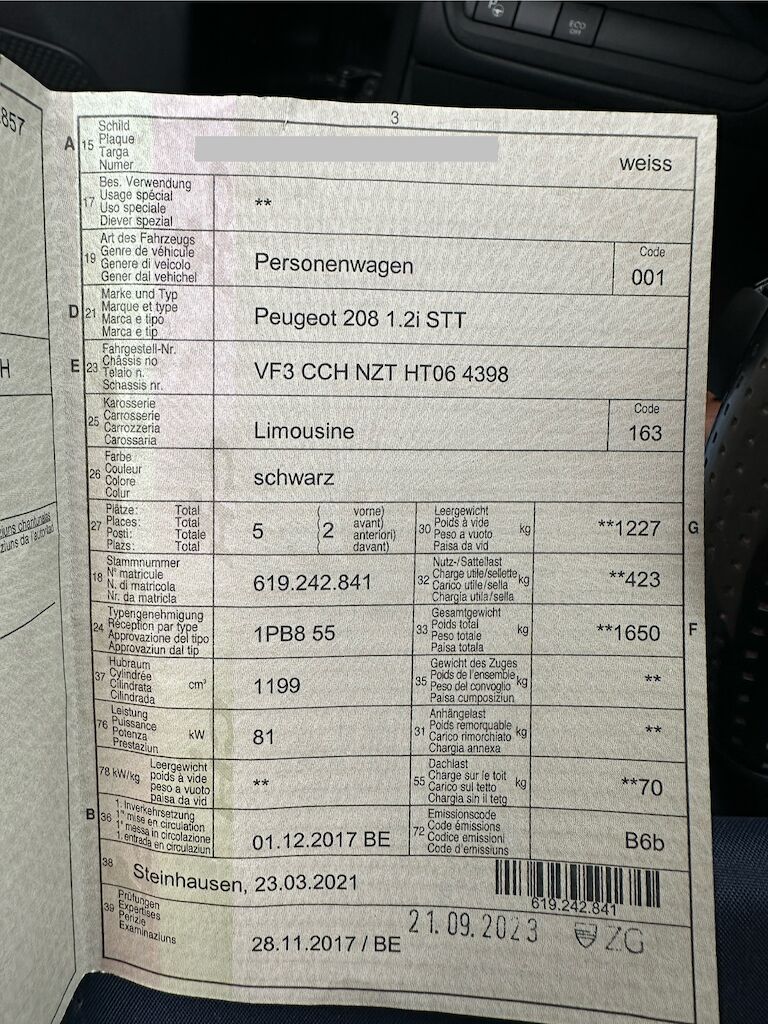 3
857
A 15 Schild
Plaque
Targa
Numer
weiss
17 Bes. Verwendung
Usage spécial
Uso speciale
Diever spezial
**
19 Art des Fahrzeugs
Genre de véhicule
Genere di veicolo
Gener dal vehichel
Personenwagen
Code
001
D 21 Marke und Typ
Marque et type
Marca e tipo
Marca e tip
Peugeot 208 1.2i STT
H
E 23 Fahrgestell-Nr.
Châssis no
Telaio n.
Schassis nr.
VF3 CCH NZT HT06 4398
25 Karosserie
Carrosserie
Carrozzeria
Carossaria
Limousine
Code
163
26 Farbe
Couleur
Colore
Colur
schwarz
27 Plätze: Total
Places: Total
Posti: Totale
Plazs: Total
5
2
vorne)
avant)
anteriori)
davant)
30 Leergewicht
Poids à vide
Peso a vuoto
Paisa da vid
kg
**1227
G
18 Stammnummer
N° matricule
N. di matricola
Nr. da matricla
619.242.841
32 Nutz-/Sattellast
Charge utile/sellette
Carico utile/sella
Chargia utila/sella
kg
**423
24 Typengenehmigung
Réception par type
Approvazione del tipo
Approvaziun dal tip
1PB8 55
33 Gesamtgewicht
Poids total
Peso totale
Paisa totala
kg
**1650
F
37 Hubraum
Cylindrée
Cilindrata
Cilindrada
cm³
1199
35 Gewicht des Zuges
Poids de l'ensemble
Peso del convoglio
Paisa cumposiziun
kg
**
76 Leistung
Puissance
Potenza
Prestaziun
kW
81
31 Anhängelast
Poids remorquable
Carico rimorchiato
Chargia annexa
kg
**
78 kW/kg Leergewicht
poids à vide
peso a vuoto
paisa da vid
**
55 Dachlast
Charge sur le toit
Carico sul tetto
Chargia sin il tetg
kg
**70
B 36 1. Inverkehrsetzung
1re mise en circulation
1a messa in circolazione
1. entrada en circulaziun
01.12.2017 BE
72 Emissionscode
Code émissions
Codice emissioni
Code d'emissiuns
B6b
38 Steinhausen, 23.03.2021
619.242.841
39 Prüfungen
Expertises
Perizie
Examinaziuns
28.11.2017 / BE
21.09.2023
ZG
ECO
OFF